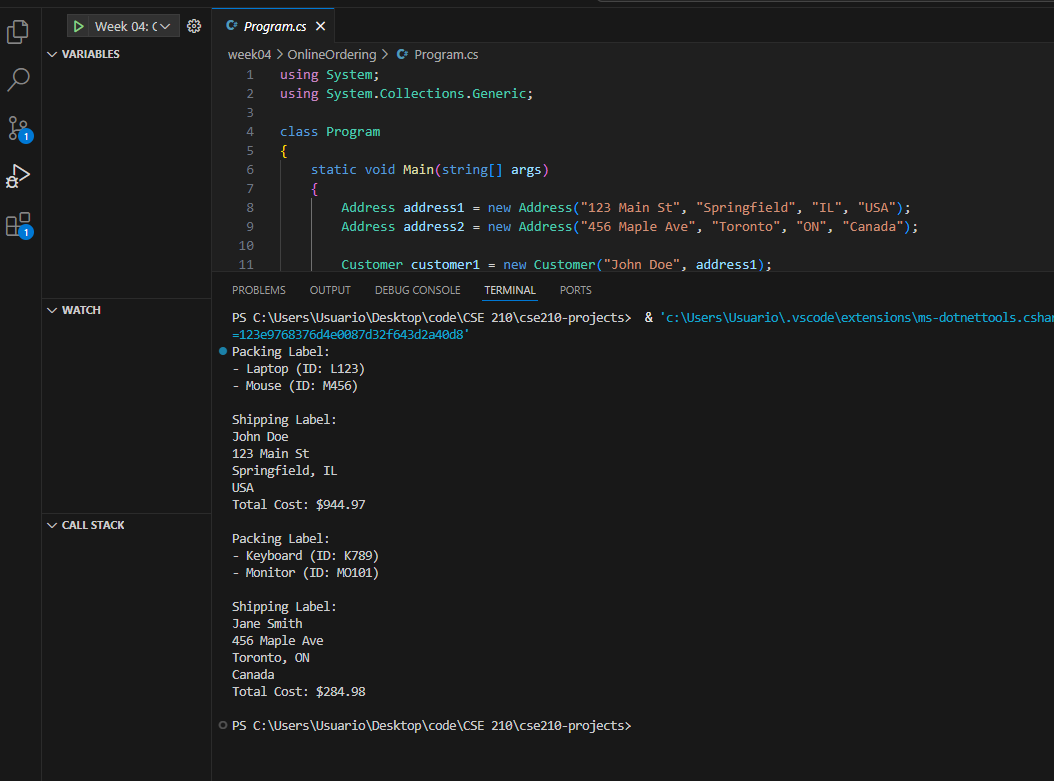 Week 04: C
Program.cs
VARIABLES
week04 > OnlineOrdering > Program.cs
1 using System;
2 using System.Collections.Generic;
3
4 class Program
5 {
6 static void Main(string[] args)
7 {
8 Address address1 = new Address("123 Main St", "Springfield", "IL", "USA");
9 Address address2 = new Address("456 Maple Ave", "Toronto", "ON", "Canada");
10
11 Customer customer1 = new Customer("John Doe", address1);
1
1
WATCH
CALL STACK
PROBLEMS OUTPUT DEBUG CONSOLE TERMINAL PORTS
PS C:\Users\Usuario\Desktop\code\CSE 210\cse210-projects> & 'c:\Users\Usuario\.vscode\extensions\ms-dotnettools.cshar
=123e9768376d4e0087d32f643d2a40d8'
Packing Label:
- Laptop (ID: L123)
- Mouse (ID: M456)
Shipping Label:
John Doe
123 Main St
Springfield, IL
USA
Total Cost: $944.97
Packing Label:
- Keyboard (ID: K789)
- Monitor (ID: MO101)
Shipping Label:
Jane Smith
456 Maple Ave
Toronto, ON
Canada
Total Cost: $284.98
PS C:\Users\Usuario\Desktop\code\CSE 210\cse210-projects>